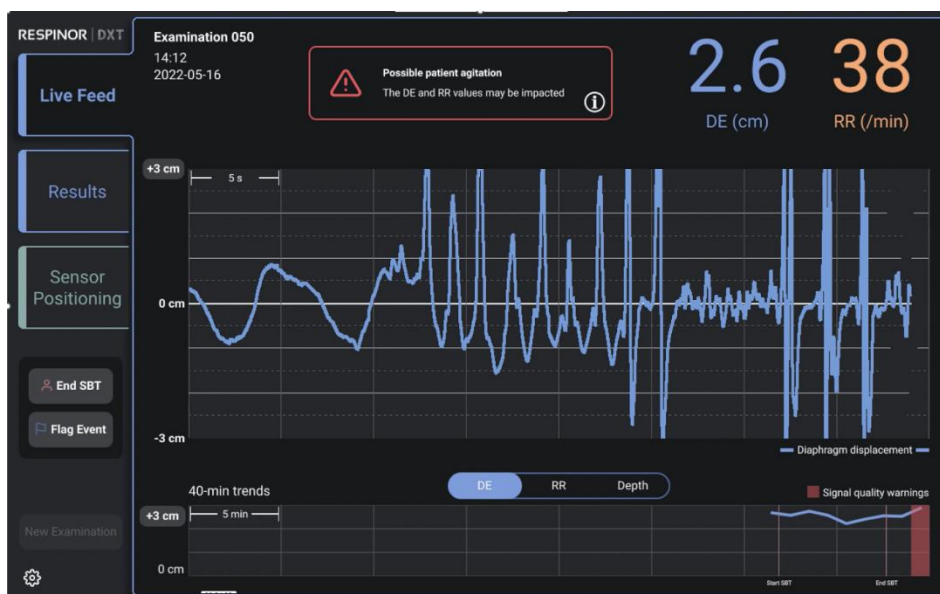 RESPINOR | DXT
Live Feed
Results
Sensor
Positioning
End SBT
Flag Event
New Examination
Examination 050
14:12
2022-05-16
Possible patient agitation
The DE and RR values may be impacted
2.6
DE (cm)
38
RR (/min)
+3 cm
5 s
0 cm
-3 cm
Diaphragm displacement
40-min trends
DE
RR
Depth
Signal quality warnings
+3 cm
5 min
0 cm
Start SBT
End SBT